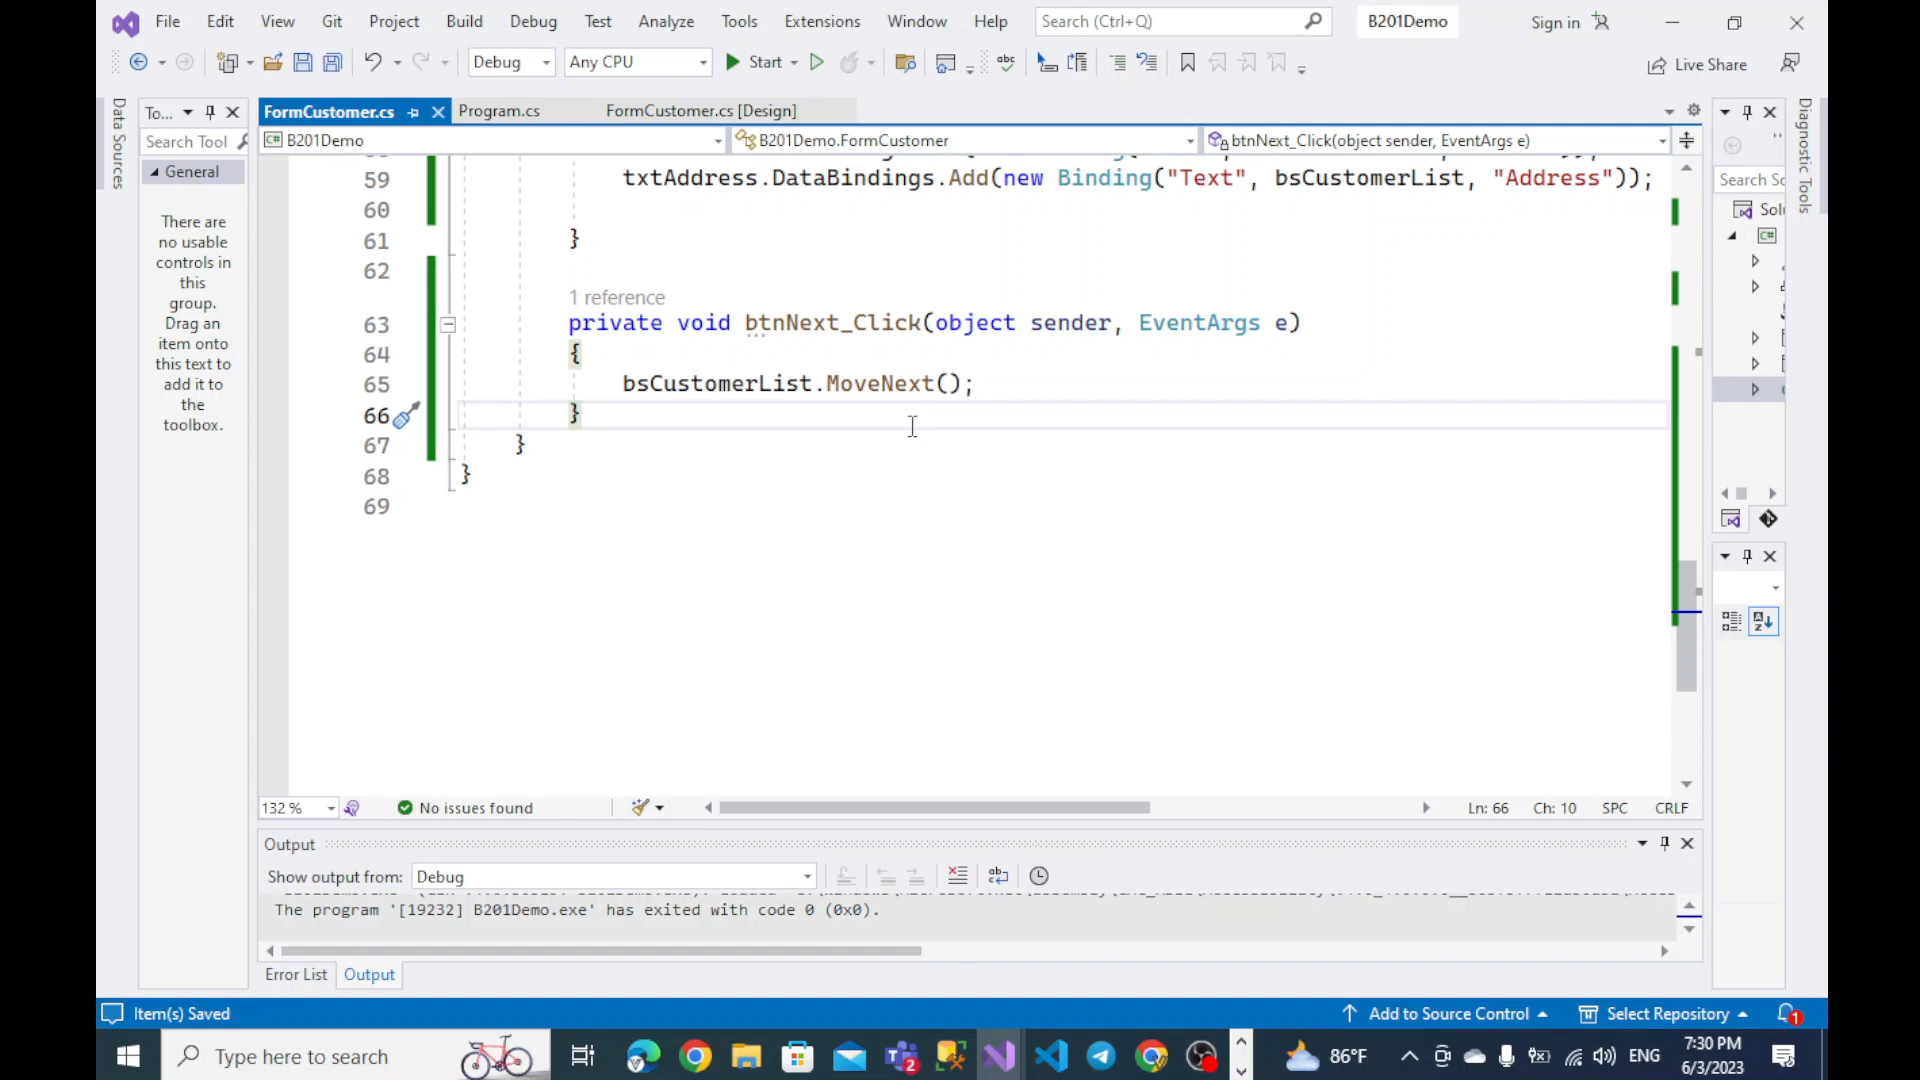 File Edit View Git Project Build Debug Test Analyze Tools Extensions Window Help Search (Ctrl+Q) B201Demo Sign in
Debug Any CPU Start Live Share
Data Sources
To...
FormCustomer.cs Program.cs FormCustomer.cs [Design]
Diagnostic Tools
Search Tool
B201Demo B201Demo.FormCustomer btnNext_Click(object sender, EventArgs e)
General
Search So
There are
no usable
controls in
this
group.
Drag an
item onto
this text to
add it to
the
toolbox.
59 txtAddress.DataBindings.Add(new Binding("Text", bsCustomerList, "Address"));
60
61 }
62
1 reference
63 private void btnNext_Click(object sender, EventArgs e)
64 {
65 bsCustomerList.MoveNext();
66 }
67 }
68 }
69
132 % No issues found Ln: 66 Ch: 10 SPC CRLF
Output
Show output from: Debug
The program '[19232] B201Demo.exe' has exited with code 0 (0x0).
Error List Output
Item(s) Saved Add to Source Control Select Repository 1
Type here to search 2 86°F ENG 7:30 PM
6/3/2023